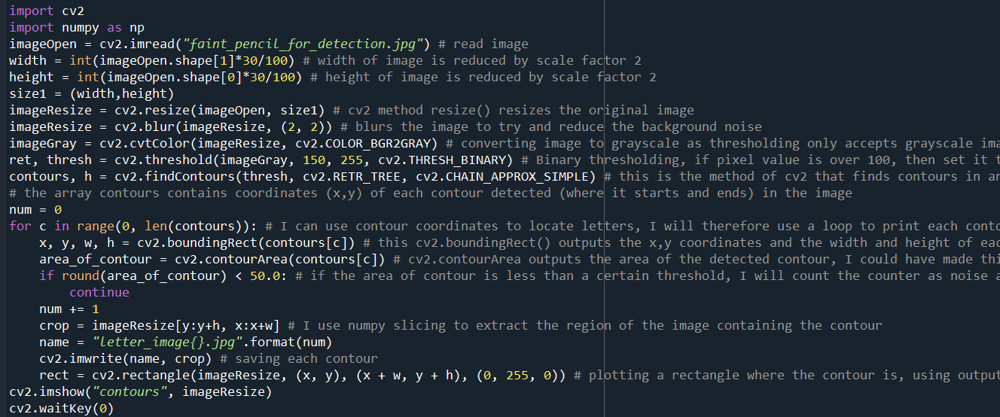 import cv2
import numpy as np
imageOpen = cv2.imread("faint_pencil_for_detection.jpg") # read image
width = int(imageOpen.shape[1]*30/100) # width of image is reduced by scale factor 2
height = int(imageOpen.shape[0]*30/100) # height of image is reduced by scale factor 2
size1 = (width,height)
imageResize = cv2.resize(imageOpen, size1) # cv2 method resize() resizes the original image
imageResize = cv2.blur(imageResize, (2, 2)) # blurs the image to try and reduce the background noise
imageGray = cv2.cvtColor(imageResize, cv2.COLOR_BGR2GRAY) # converting image to grayscale as thresholding only accepts grayscale ima
ret, thresh = cv2.threshold(imageGray, 150, 255, cv2.THRESH_BINARY) # Binary thresholding, if pixel value is over 100, then set it t
contours, h = cv2.findContours(thresh, cv2.RETR_TREE, cv2.CHAIN_APPROX_SIMPLE) # this is the method of cv2 that finds contours in an
# the array contours contains coordinates (x,y) of each contour detected (where it starts and ends) in the image
num = 0
for c in range(0, len(contours)): # I can use contour coordinates to locate letters, I will therefore use a loop to print each conto
    x, y, w, h = cv2.boundingRect(contours[c]) # this cv2.boundingRect() outputs the x,y coordinates and the width and height of eac
    area_of_contour = cv2.contourArea(contours[c]) # cv2.contourArea outputs the area of the detected contour, I could have made thi
    if round(area_of_contour) < 50.0: # if the area of contour is less than a certain threshold, I will count the counter as noise a
        continue
    num += 1
    crop = imageResize[y:y+h, x:x+w] # I use numpy slicing to extract the region of the image containing the contour
    name = "letter_image{}.jpg".format(num)
    cv2.imwrite(name, crop) # saving each contour
    rect = cv2.rectangle(imageResize, (x, y), (x + w, y + h), (0, 255, 0)) # plotting a rectangle where the contour is, using output
cv2.imshow("contours", imageResize)
cv2.waitKey(0)